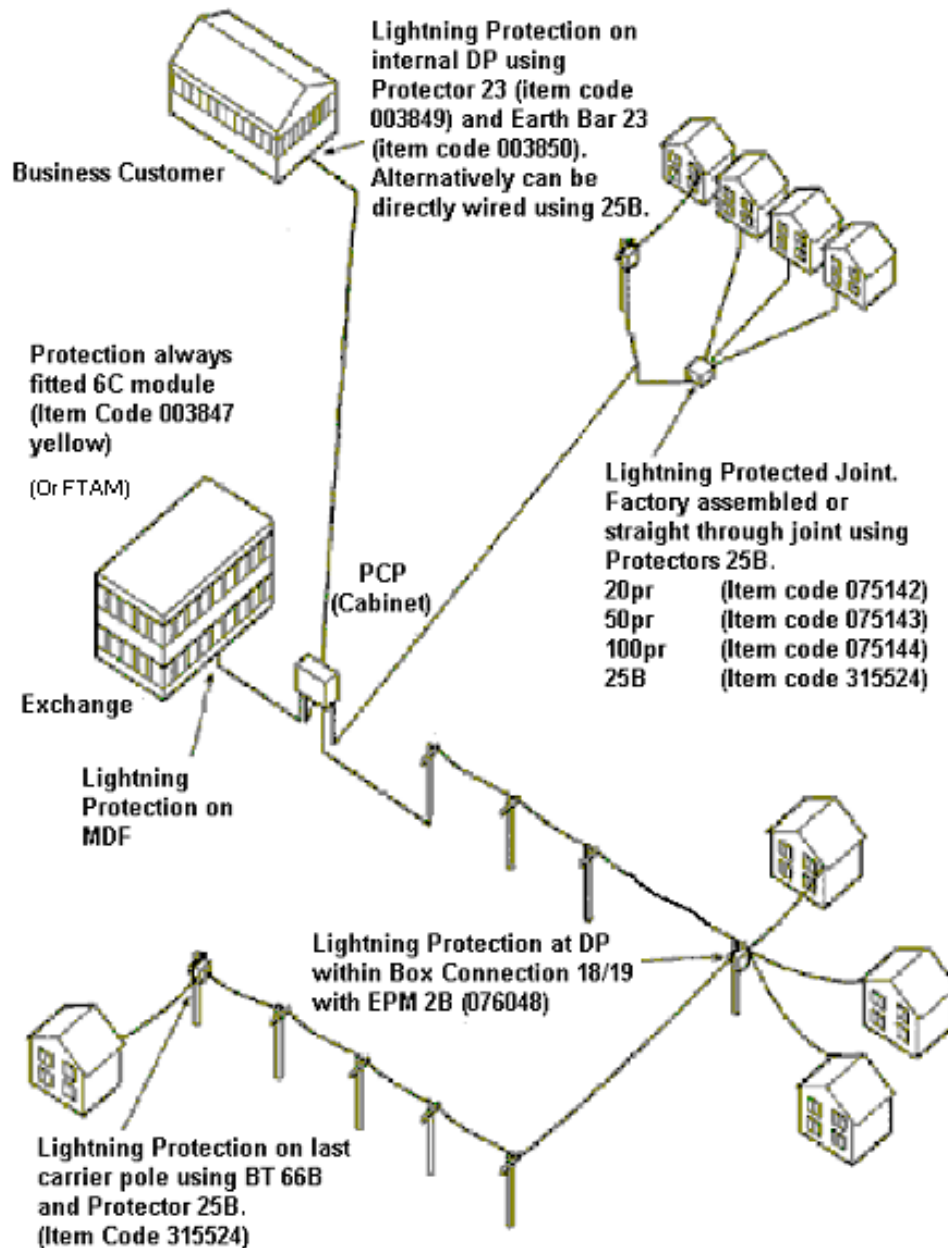 Lightning Protection on
internal DP using
Protector 23 (item code
003849) and Earth Bar 23
(item code 003850).
Alternatively can be
directly wired using 25B.
Business Customer
Protection always
fitted 6C module
(Item Code 003847
yellow)
(Or FTAM)
Lightning Protected Joint.
Factory assembled or
straight through joint using
Protectors 25B.
20pr (Item code 075142)
50pr (Item code 075143)
100pr (Item code 075144)
25B (Item code 315524)
PCP
(Cabinet)
Exchange
Lightning
Protection on
MDF
Lightning Protection at DP
within Box Connection 18/19
with EPM 2B (076048)
Lightning Protection on last
carrier pole using BT 66B
and Protector 25B.
(Item Code 315524)